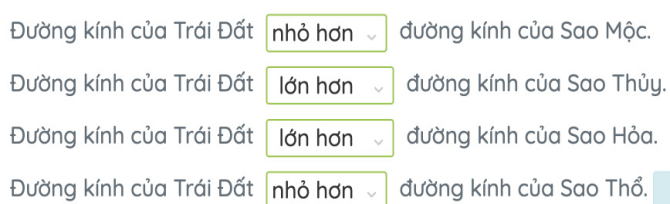 Đường kính của Trái Đất nhỏ hơn đường kính của Sao Mộc.
Đường kính của Trái Đất lớn hơn đường kính của Sao Thủy.
Đường kính của Trái Đất lớn hơn đường kính của Sao Hỏa.
Đường kính của Trái Đất nhỏ hơn đường kính của Sao Thổ.